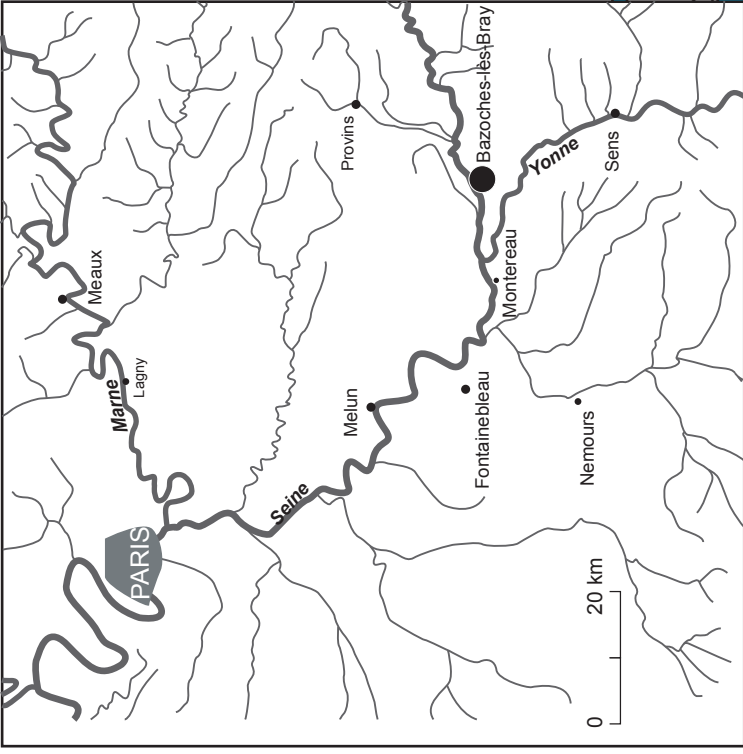 Meaux
Marne
Lagny
PARIS
Provins
Melun
Seine
Bazoches-lès-Bray
Yonne
Sens
Montereau
Fontainebleau
Nemours
0
20 km